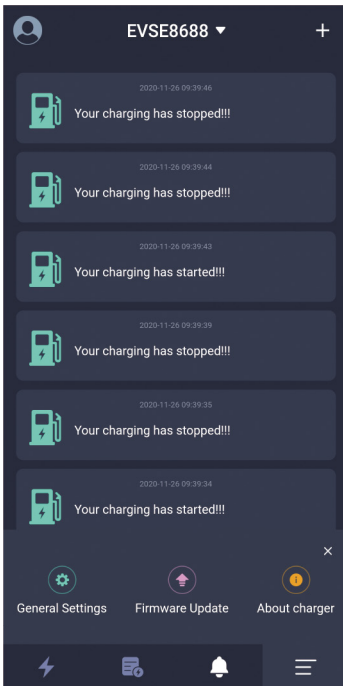 EVSE8688
2020-11-26 09:39:46
Your charging has stopped!!!
2020-11-26 09:39:44
Your charging has stopped!!!
2020-11-26 09:39:43
Your charging has started!!!
2020-11-26 09:39:39
Your charging has stopped!!!
2020-11-26 09:39:35
Your charging has stopped!!!
2020-11-26 09:39:34
Your charging has started!!!
General Settings
Firmware Update
About charger